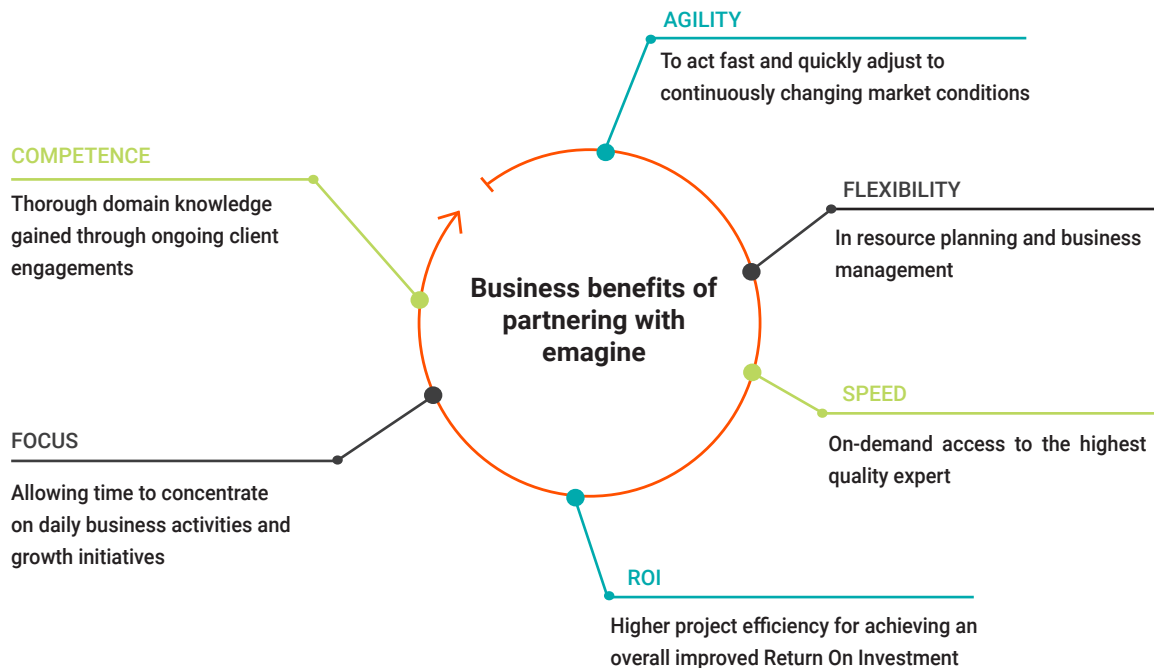 AGILITY
To act fast and quickly adjust to
continuously changing market conditions
COMPETENCE
Thorough domain knowledge
gained through ongoing client
engagements
FLEXIBILITY
In resource planning and business
management
Business benefits of
partnering with
emagine
SPEED
On-demand access to the highest
quality expert
FOCUS
Allowing time to concentrate
on daily business activities and
growth initiatives
ROI
Higher project efficiency for achieving an
overall improved Return On Investment